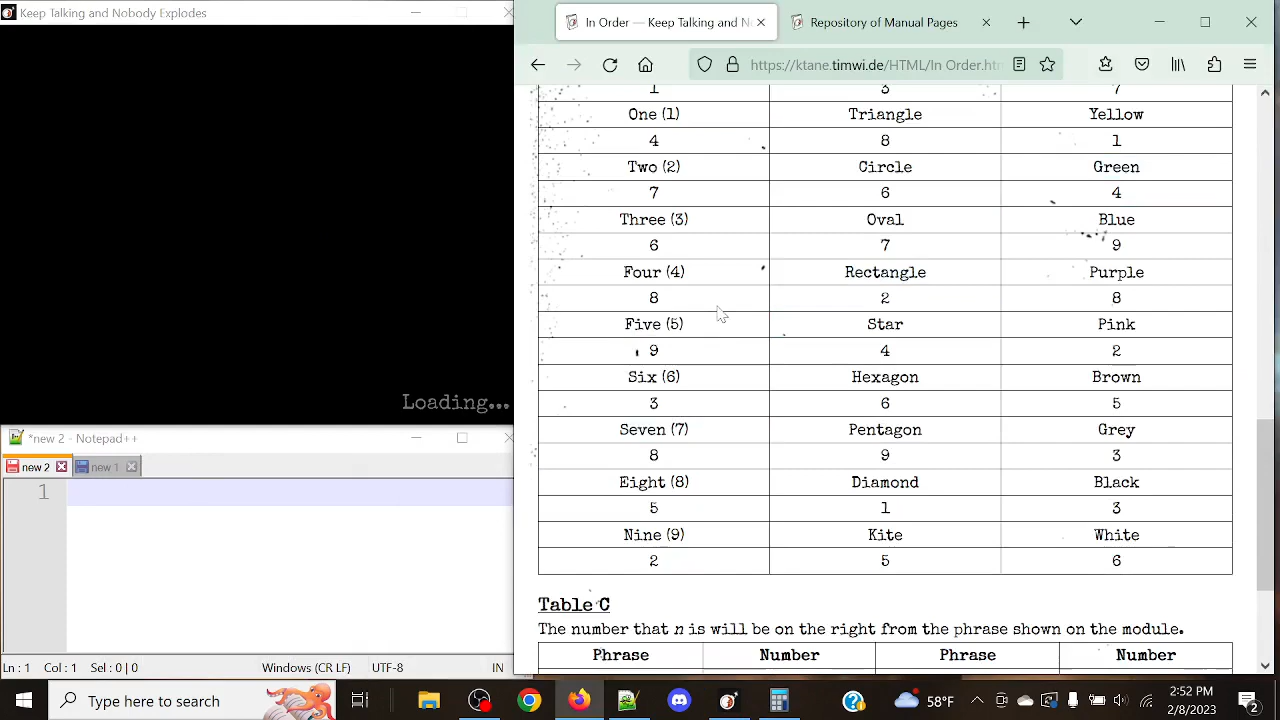 Keep Talking and Nobody Explodes
In Order — Keep Talking and No
Repository of Manual Pages
https://ktane.timwi.de/HTML/In Order.htm
1 3 7
One (1) Triangle Yellow
4 8 1
Two (2) Circle Green
7 6 4
Three (3) Oval Blue
6 7 9
Four (4) Rectangle Purple
8 2 8
Five (5) Star Pink
9 4 2
Six (6) Hexagon Brown
3 6 5
Seven (7) Pentagon Grey
8 9 3
Eight (8) Diamond Black
5 1 3
Nine (9) Kite White
2 5 6
Table C
The number that n is will be on the right from the phrase shown on the module.
Phrase Number Phrase Number
Loading...
*new 2 - Notepad++
new 2 new 1
1
Ln : 1 Col : 1 Sel : 0 | 0 Windows (CR LF) UTF-8 IN
Type here to search
58°F
2:52 PM
2/8/2023
2